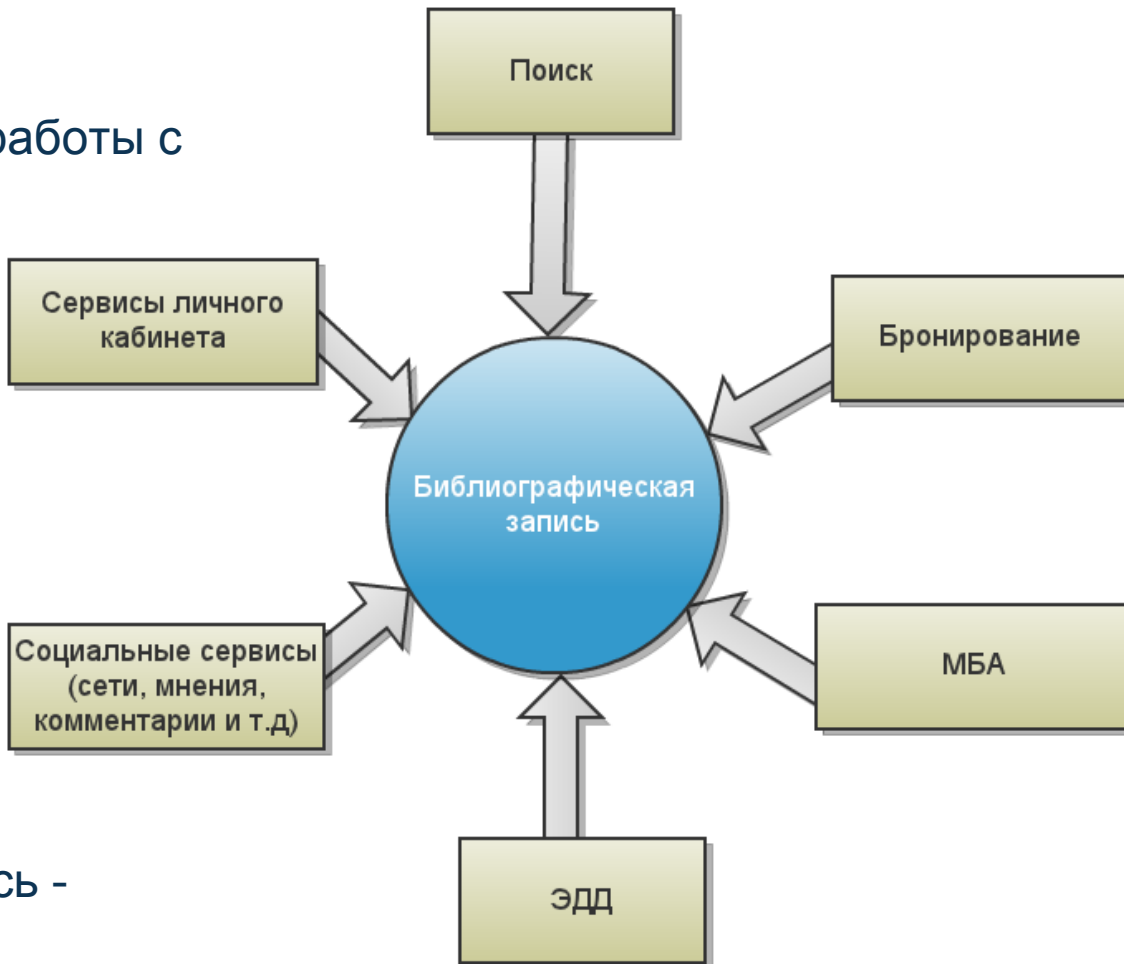 Поиск
работы с
Сервисы личного
кабинета
Бронирование
Библиографическая
запись
Социальные сервисы
(сети, мнения,
комментарии и т.д)
МБА
сь -
ЭДД